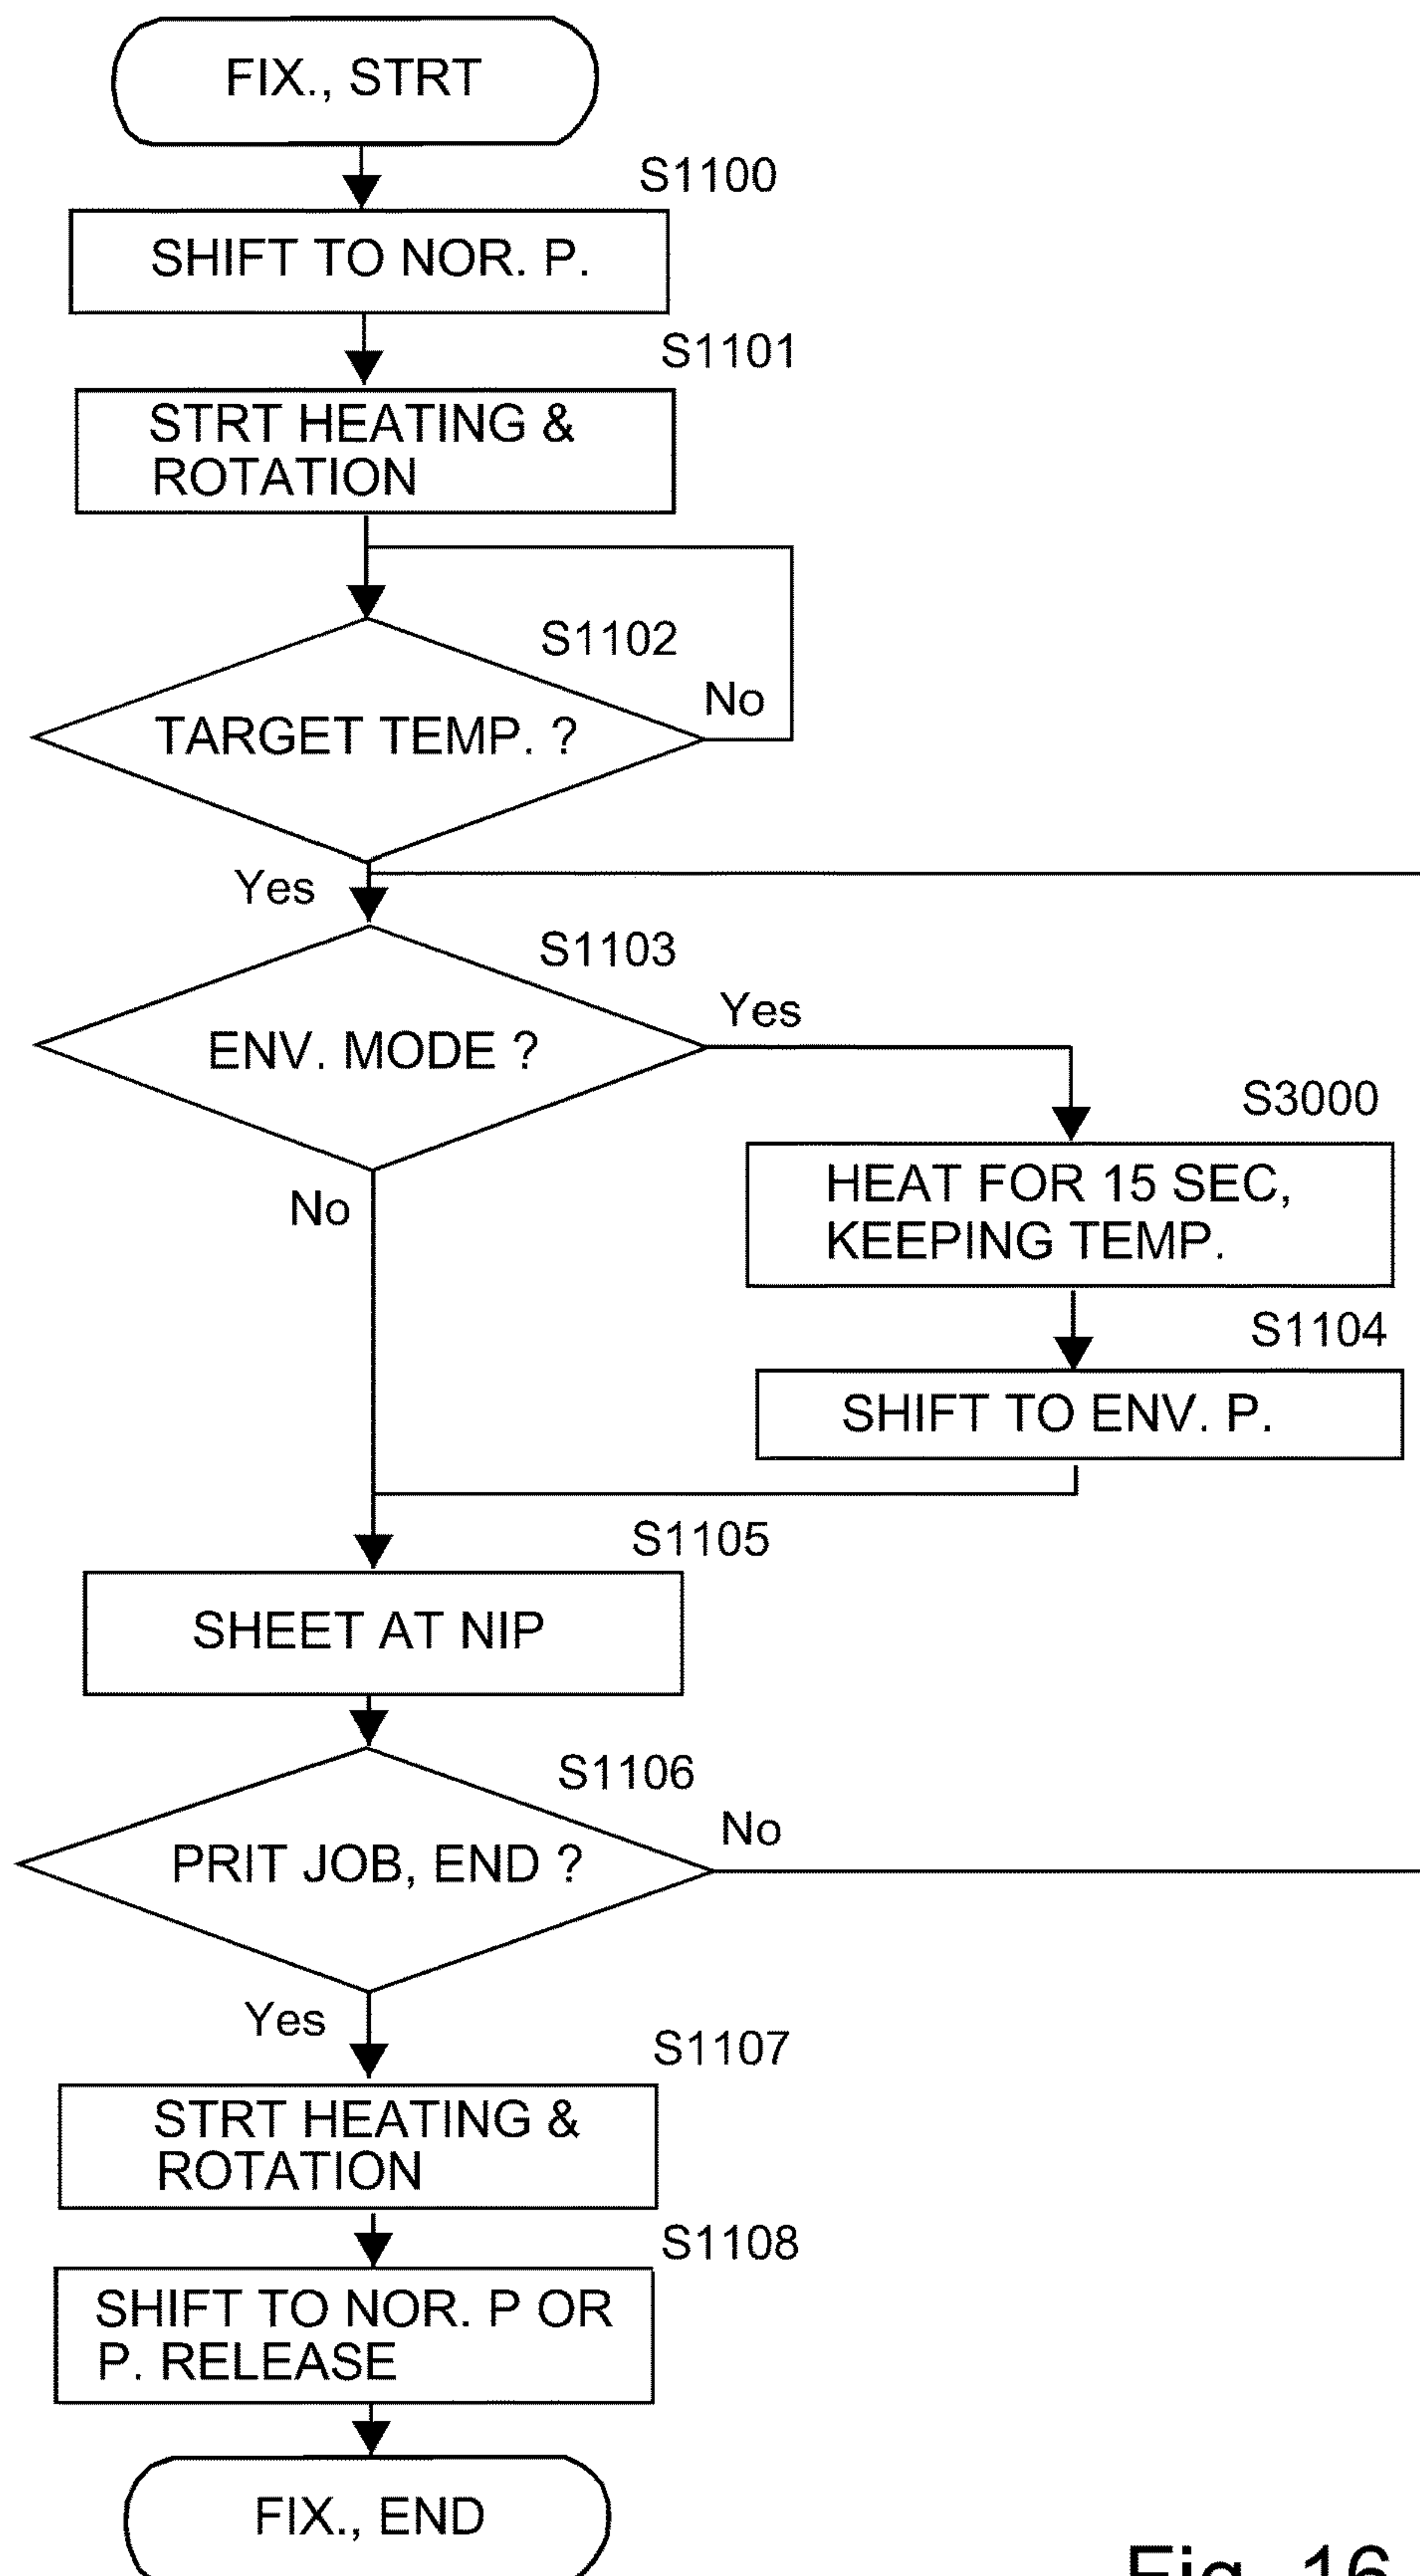 FIX., STRT
S1100
SHIFT TO NOR. P.
S1101
STRT HEATING &
ROTATION
S1102
No
TARGET TEMP. ?
Yes
S1103
Yes
ENV. MODE ?
S3000
No
HEAT FOR 15 SEC,
KEEPING TEMP.
S1104
SHIFT TO ENV. P.
S1105
SHEET AT NIP
S1106
No
PRIT JOB, END ?
Yes
S1107
STRT HEATING &
ROTATION
S1108
SHIFT TO NOR. P OR
P. RELEASE
FIX., END
Fig. 16